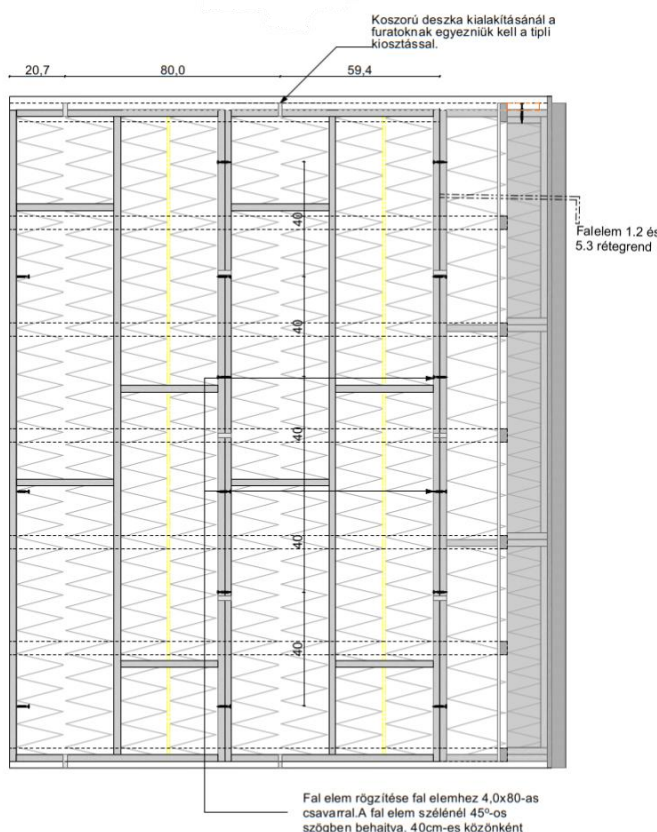 Koszorú deszka kialakításánál a
furatoknak egyezniük kell a tipli
kiosztással.
20,7
80,0
59,4
40
Falelem 1.2 és
5.3 rétegrend
40
40
40
40
Fal elem rögzítése fal elemhez 4,0x80-as
csavarral.A fal elem szélénél 45º-os
szögben behajtva, 40cm-es közönként